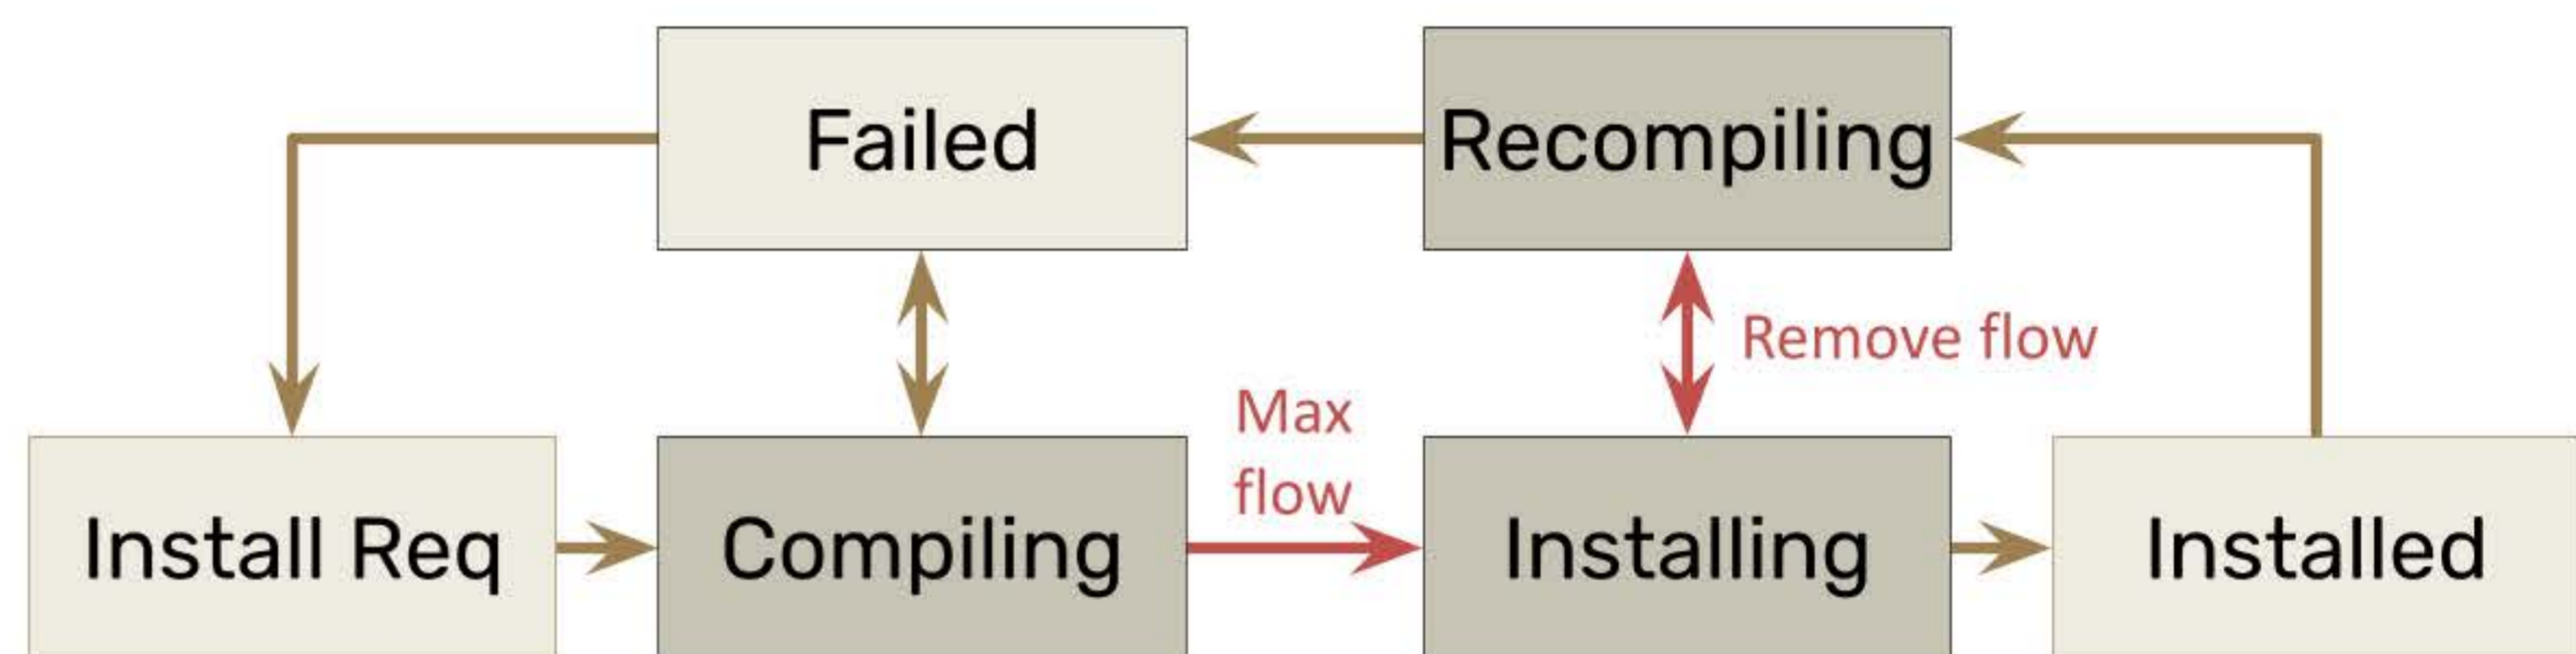 Failed
Recompiling
Remove flow
Max
flow
Install Req
Compiling
Installing
Installed